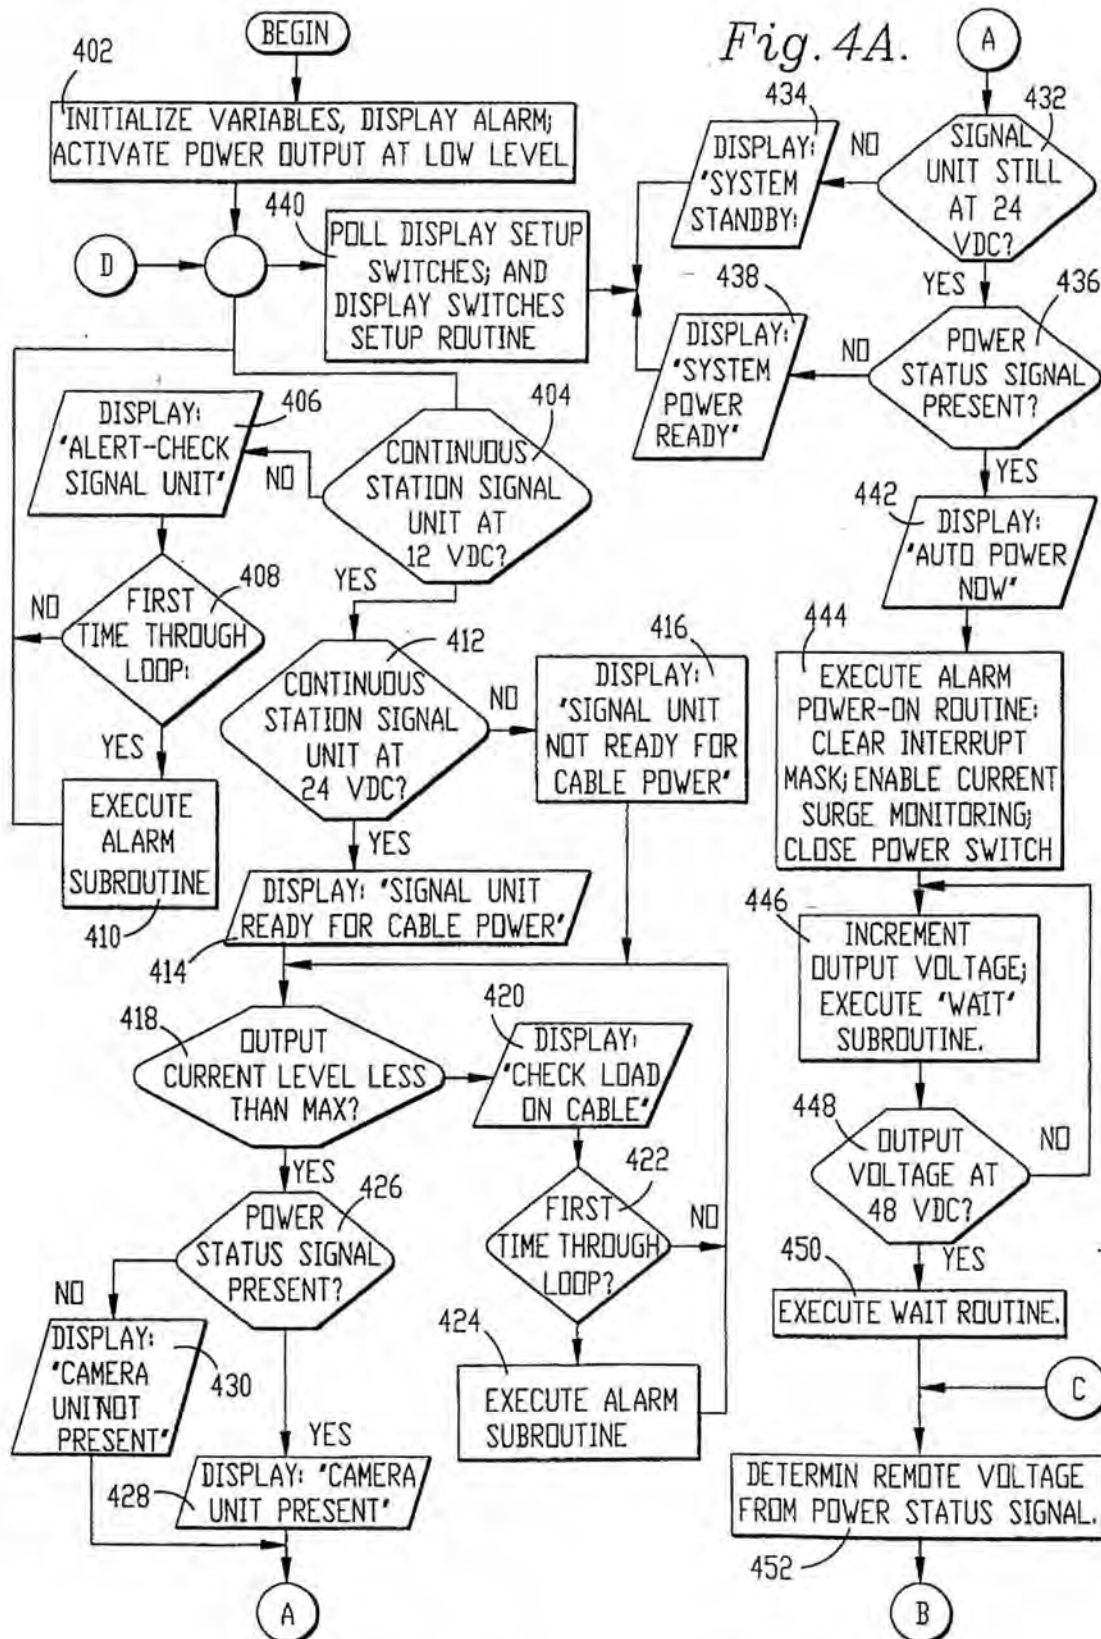 Fig. 4A.
BEGIN
402
INITIALIZE VARIABLES, DISPLAY ALARM;
ACTIVATE POWER OUTPUT AT LOW LEVEL
D
440
POLL DISPLAY SETUP
SWITCHES; AND
DISPLAY SWITCHES
SETUP ROUTINE
404
CONTINUOUS
STATION SIGNAL
UNIT AT
12 VDC?
NO
YES
406
DISPLAY:
"ALERT-CHECK
SIGNAL UNIT"
408
FIRST
TIME THROUGH
LOOP:
NO
YES
EXECUTE
ALARM
SUBROUTINE
410
412
CONTINUOUS
STATION SIGNAL
UNIT AT
24 VDC?
NO
YES
416
DISPLAY:
"SIGNAL UNIT
NOT READY FOR
CABLE POWER"
DISPLAY: "SIGNAL UNIT
READY FOR CABLE POWER"
414
418
OUTPUT
CURRENT LEVEL LESS
THAN MAX?
YES
420
DISPLAY:
"CHECK LOAD
ON CABLE"
422
FIRST
TIME THROUGH
LOOP?
NO
424
EXECUTE ALARM
SUBROUTINE
426
POWER
STATUS SIGNAL
PRESENT?
NO
YES
DISPLAY:
"CAMERA
UNITNOT
PRESENT"
430
DISPLAY: "CAMERA
UNIT PRESENT"
428
A
A
432
SIGNAL
UNIT STILL
AT 24
VDC?
NO
YES
434
DISPLAY:
"SYSTEM
STANDBY:
436
POWER
STATUS SIGNAL
PRESENT?
NO
YES
438
DISPLAY:
"SYSTEM
POWER
READY"
442
DISPLAY:
"AUTO POWER
NOW"
444
EXECUTE ALARM
POWER-ON ROUTINE:
CLEAR INTERRUPT
MASK; ENABLE CURRENT
SURGE MONITORING;
CLOSE POWER SWITCH
446
INCREMENT
OUTPUT VOLTAGE;
EXECUTE "WAIT"
SUBROUTINE.
448
OUTPUT
VOLTAGE AT
48 VDC?
NO
YES
450
EXECUTE WAIT ROUTINE.
C
DETERMIN REMOTE VOLTAGE
FROM POWER STATUS SIGNAL.
452
B